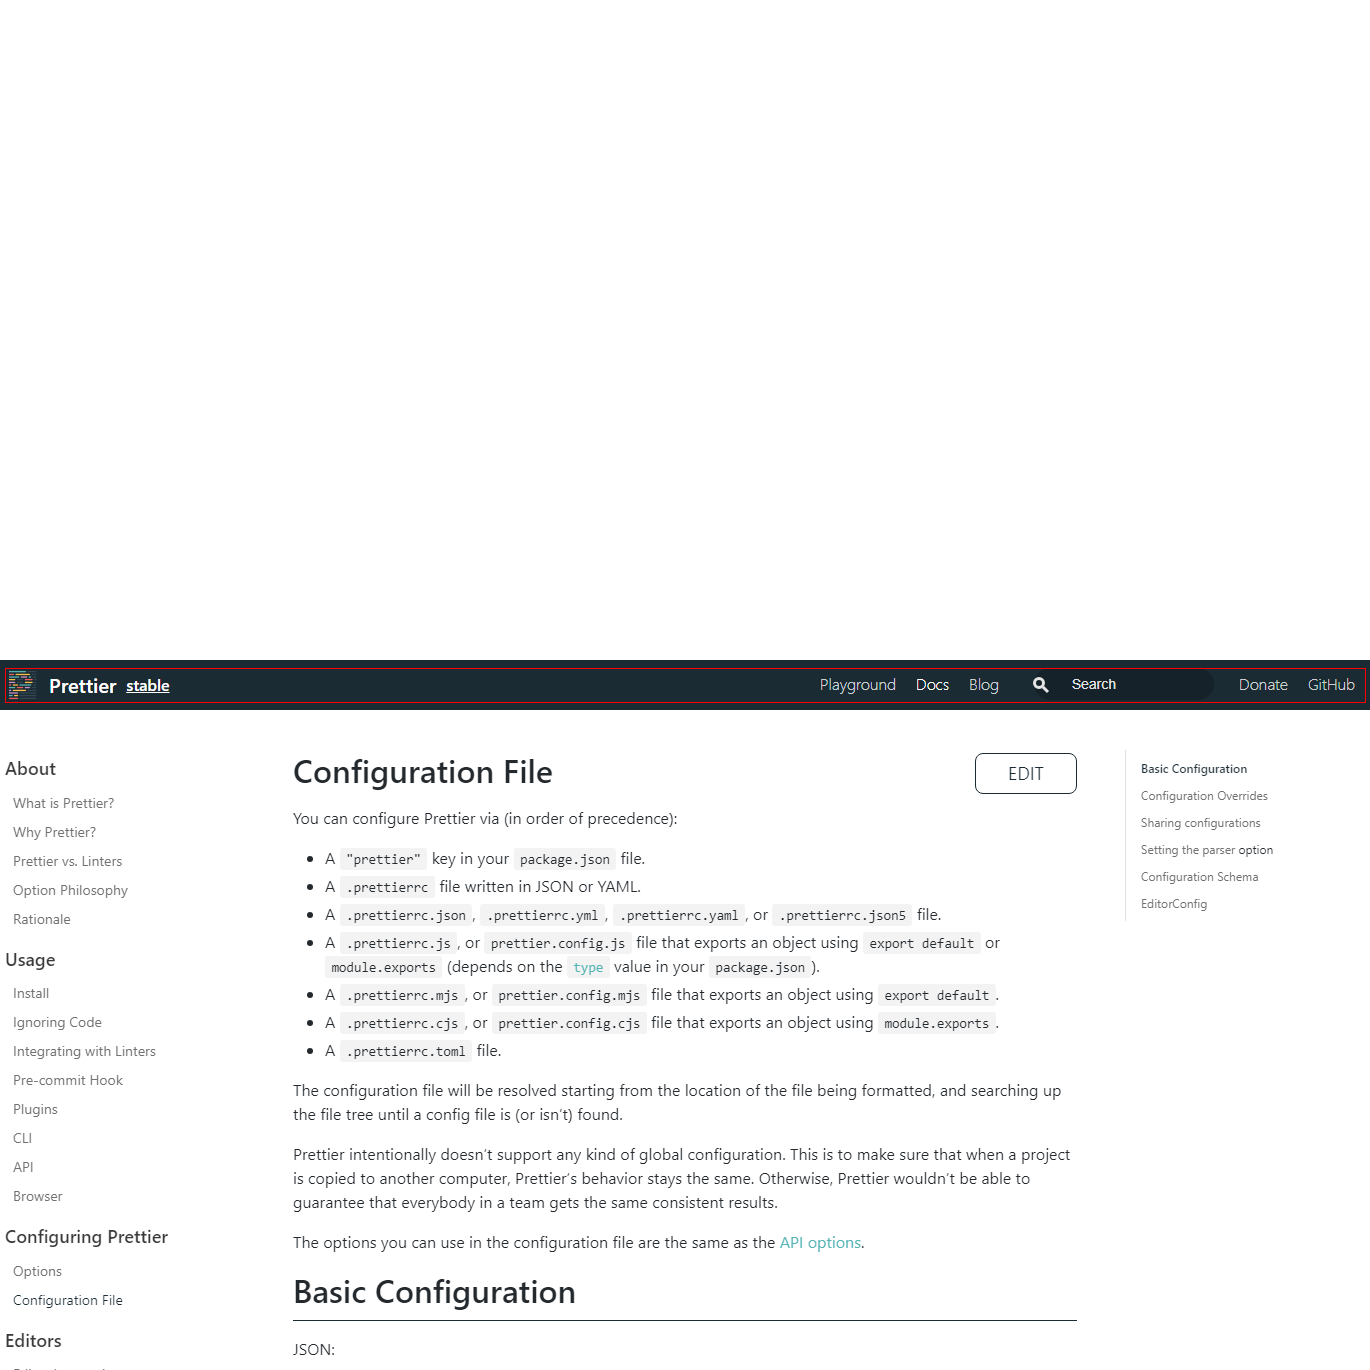 Prettier stable Playground Docs Blog Search Donate GitHub
About
What is Prettier?
Why Prettier?
Prettier vs. Linters
Option Philosophy
Rationale
Usage
Install
Ignoring Code
Integrating with Linters
Pre-commit Hook
Plugins
CLI
API
Browser
Configuring Prettier
Options
Configuration File
Editors
Configuration File
EDIT
You can configure Prettier via (in order of precedence):
A "prettier" key in your package.json file.
A .prettierrc file written in JSON or YAML.
A .prettierrc.json, .prettierrc.yml, .prettierrc.yaml, or .prettierrc.json5 file.
A .prettierrc.js, or prettier.config.js file that exports an object using export default or
module.exports (depends on the type value in your package.json).
A .prettierrc.mjs, or prettier.config.mjs file that exports an object using export default.
A .prettierrc.cjs, or prettier.config.cjs file that exports an object using module.exports.
A .prettierrc.toml file.
The configuration file will be resolved starting from the location of the file being formatted, and searching up
the file tree until a config file is (or isn't) found.
Prettier intentionally doesn't support any kind of global configuration. This is to make sure that when a project
is copied to another computer, Prettier's behavior stays the same. Otherwise, Prettier wouldn't be able to
guarantee that everybody in a team gets the same consistent results.
The options you can use in the configuration file are the same as the API options.
Basic Configuration
JSON:
Basic Configuration
Configuration Overrides
Sharing configurations
Setting the parser option
Configuration Schema
EditorConfig